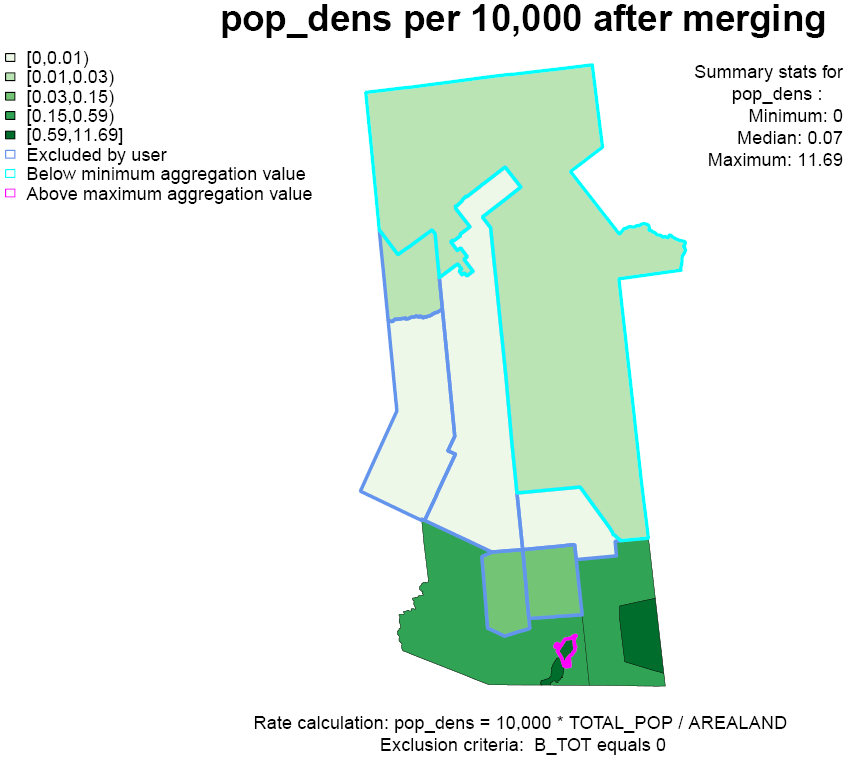 pop_dens per 10,000 after merging
[0,0.01)
[0.01,0.03)
[0.03,0.15)
[0.15,0.59)
[0.59,11.69]
Excluded by user
Below minimum aggregation value
Above maximum aggregation value
Summary stats for
pop_dens :
Minimum: 0
Median: 0.07
Maximum: 11.69
Rate calculation: pop_dens = 10,000 * TOTAL_POP / AREALAND
Exclusion criteria:  B_TOT equals 0